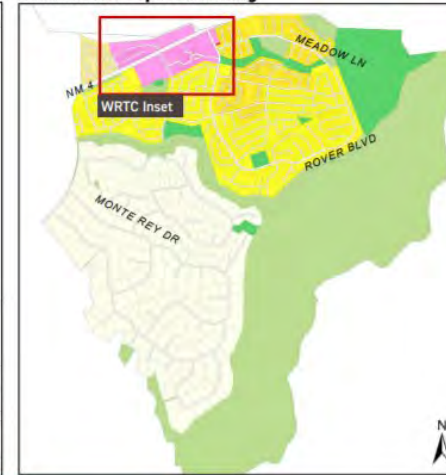 MEADOW LN
NM 4
WRTC Inset
ROVER BLVD
MONTE REY DR
N